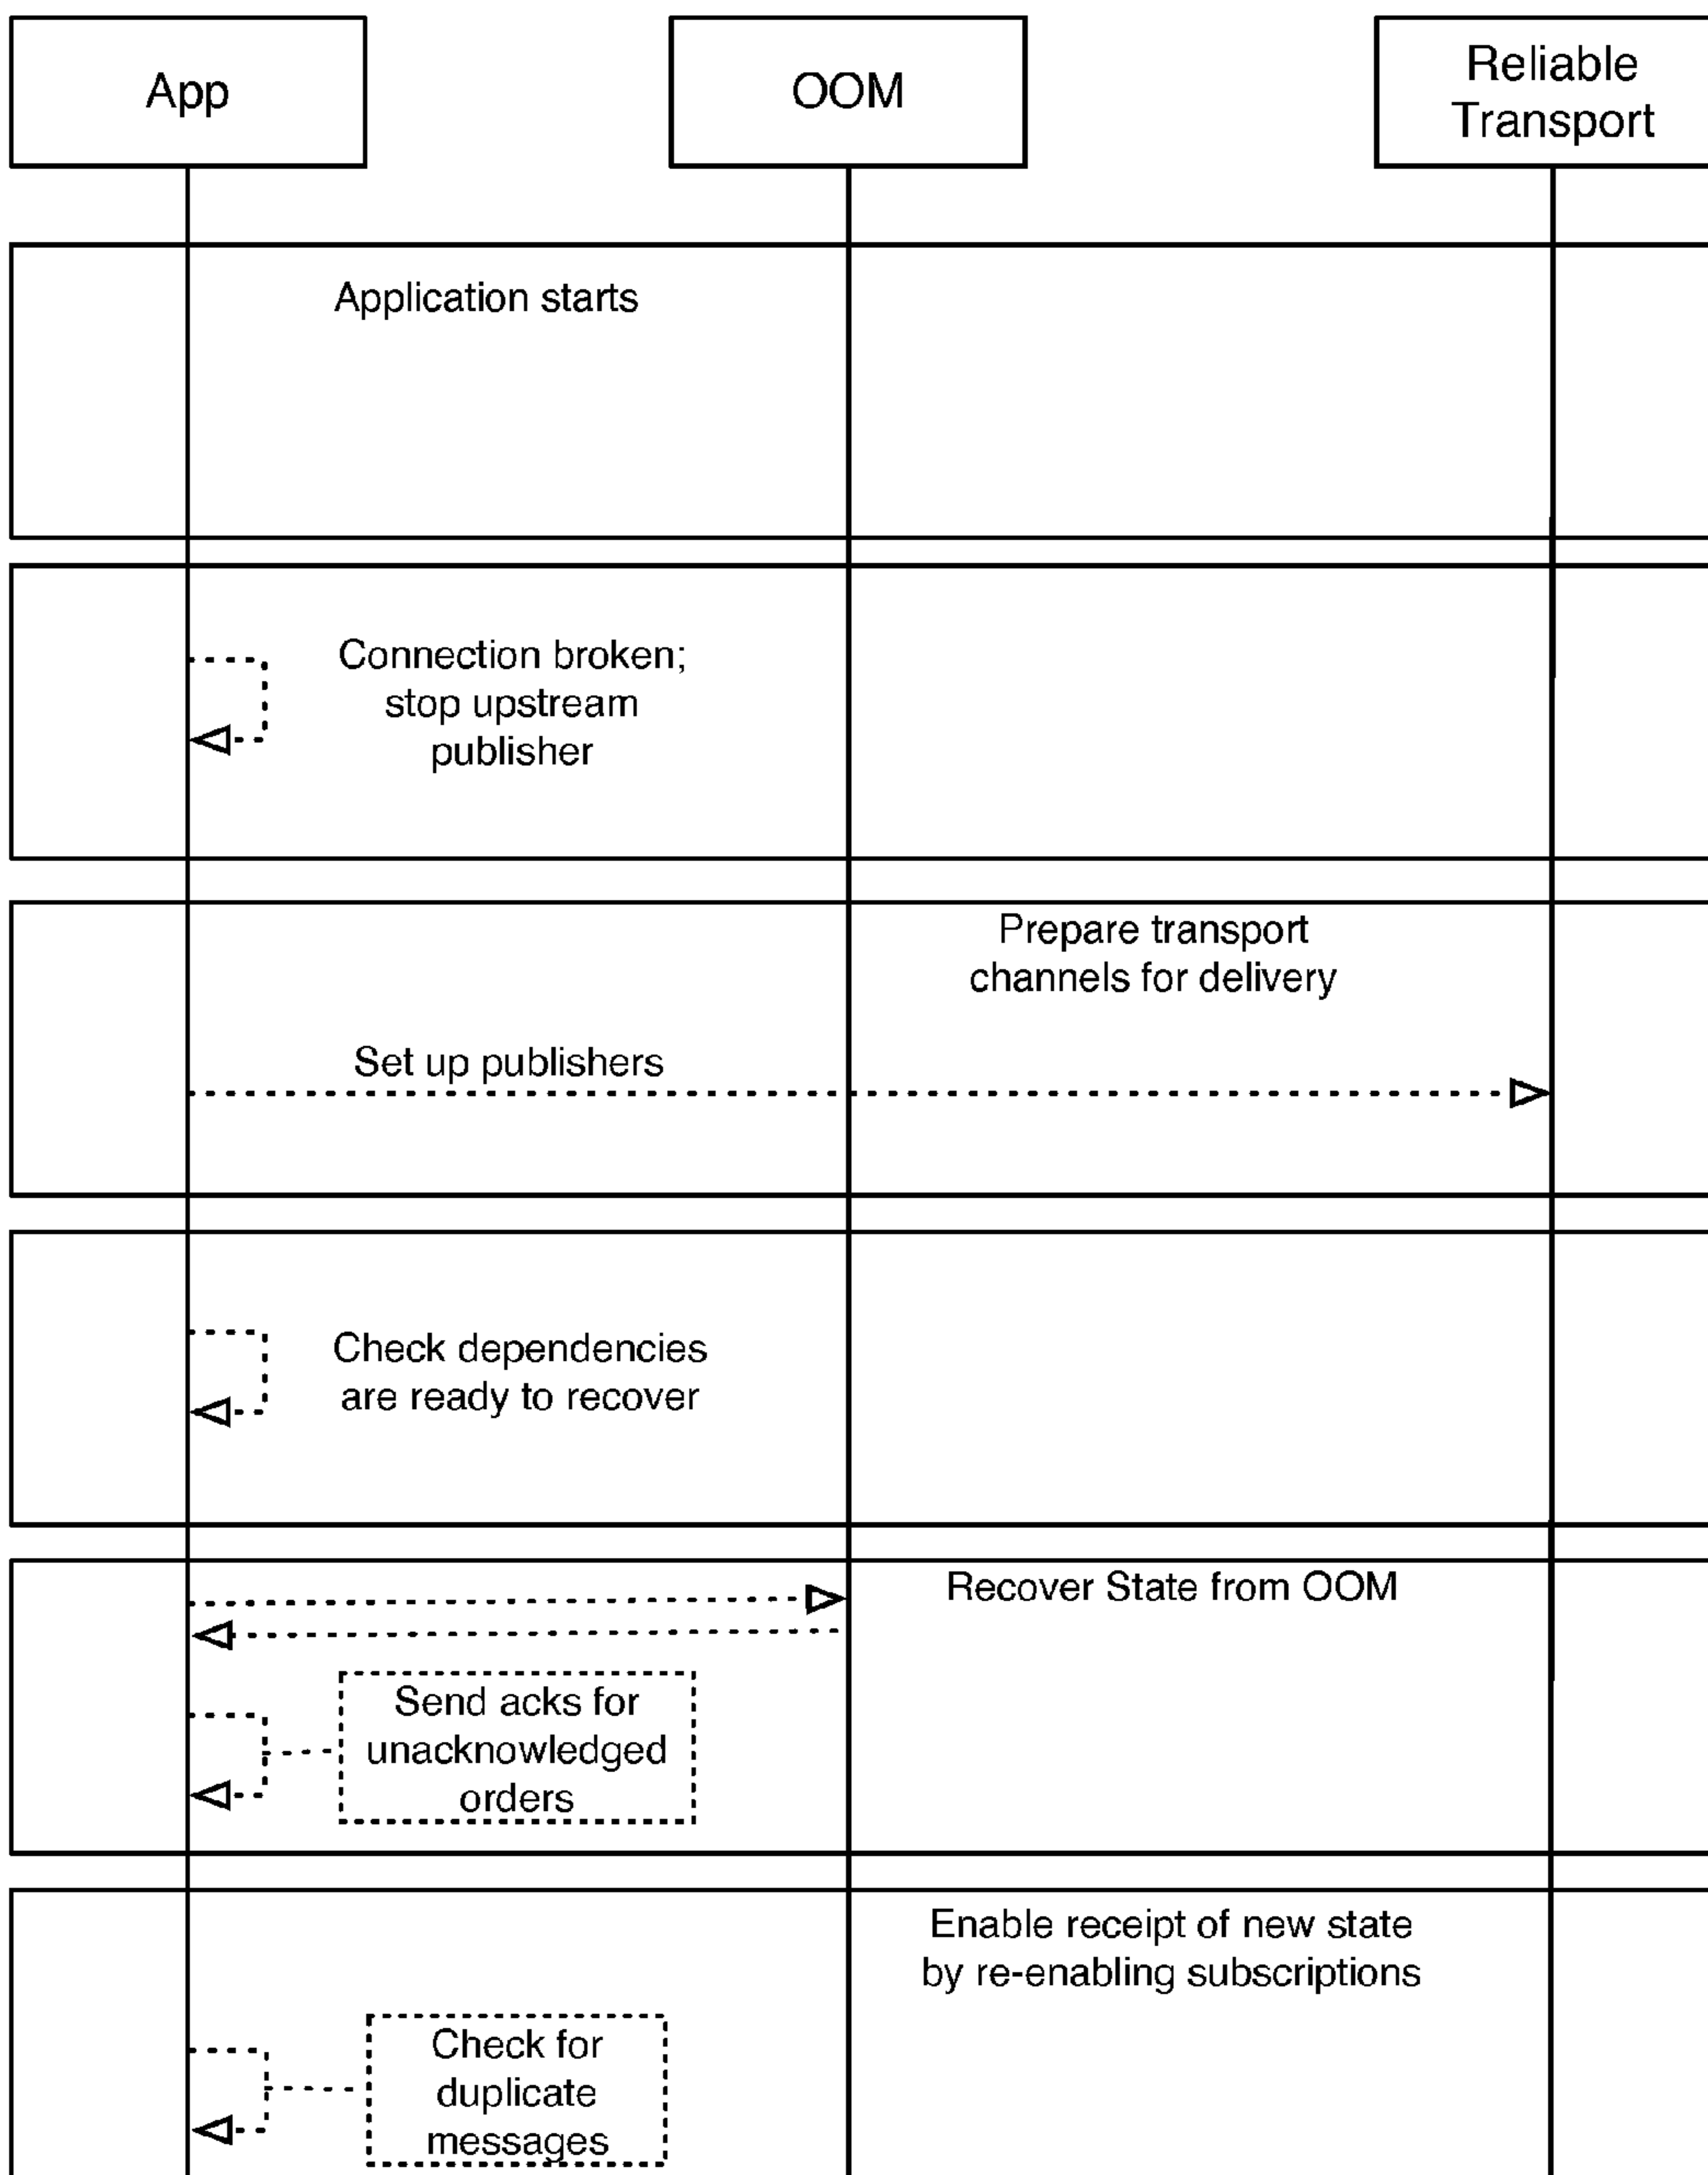 App
OOM
Reliable
Transport
Application starts
Connection broken;
stop upstream
publisher
Prepare transport
channels for delivery
Set up publishers
Check dependencies
are ready to recover
Recover State from OOM
Send acks for
unacknowledged
orders
Enable receipt of new state
by re-enabling subscriptions
Check for
duplicate
messages